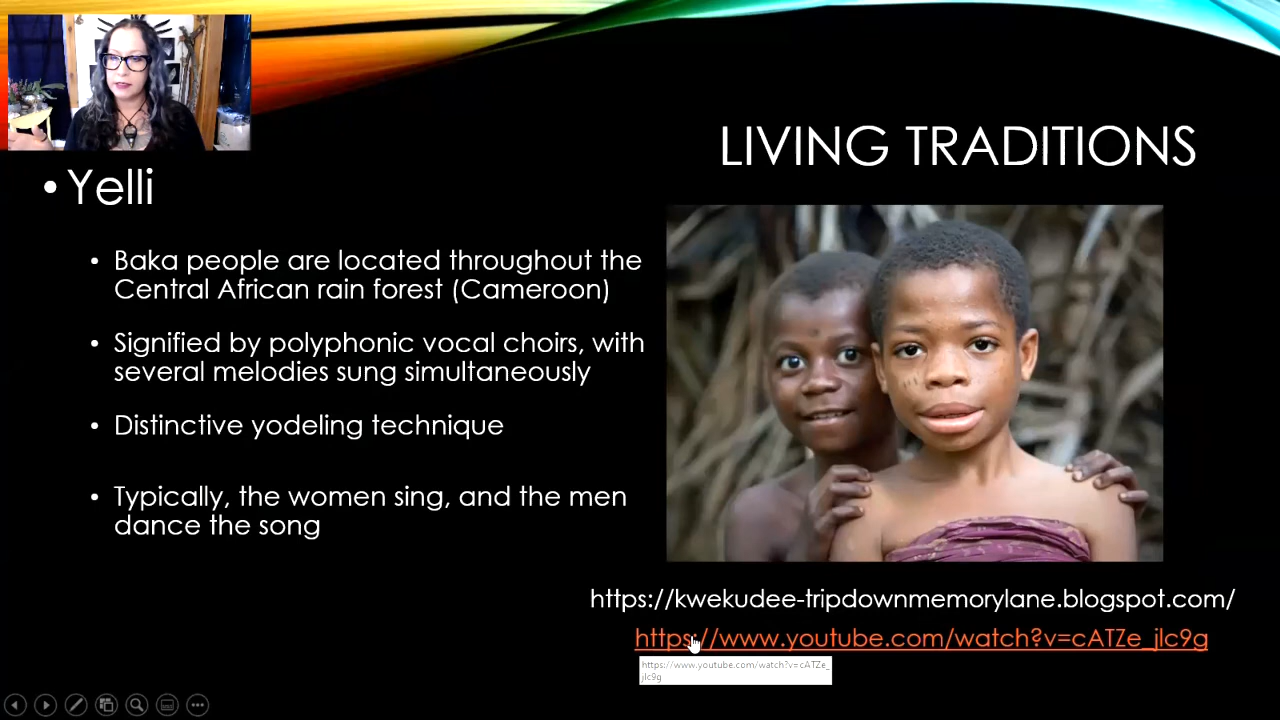 LIVING TRADITIONS
• Yelli
• Baka people are located throughout the
Central African rain forest (Cameroon)
• Signified by polyphonic vocal choirs, with
several melodies sung simultaneously
• Distinctive yodeling technique
• Typically, the women sing, and the men
dance the song
https://kwekudee-tripdownmemorylane.blogspot.com/
https://www.youtube.com/watch?v=cATZe_jlc9g
https://www.youtube.com/watch?v=cATZe_
jlc9g